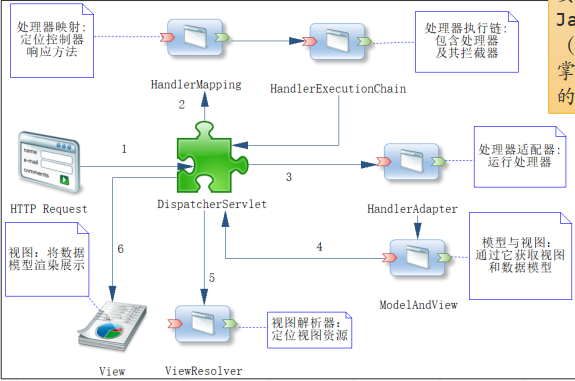 处理器映射:
定位控制器
响应方法
处理器执行链:
包含处理器
及共拦截器
Ja
（
掌
的
HandlerMapping
HandlerExecutionChain
2
name
e-mail
comments
1
3
处理器适配器:
运行处理器
HTTP Request
DispatcherServlet
HandlerAdapter
视图: 将数据
模型渲染展示
6
4
5
模型与视图:
通过它获取视图
和数据模型
ModelAndView
视图解析器:
定位视图资源
View
ViewResolver